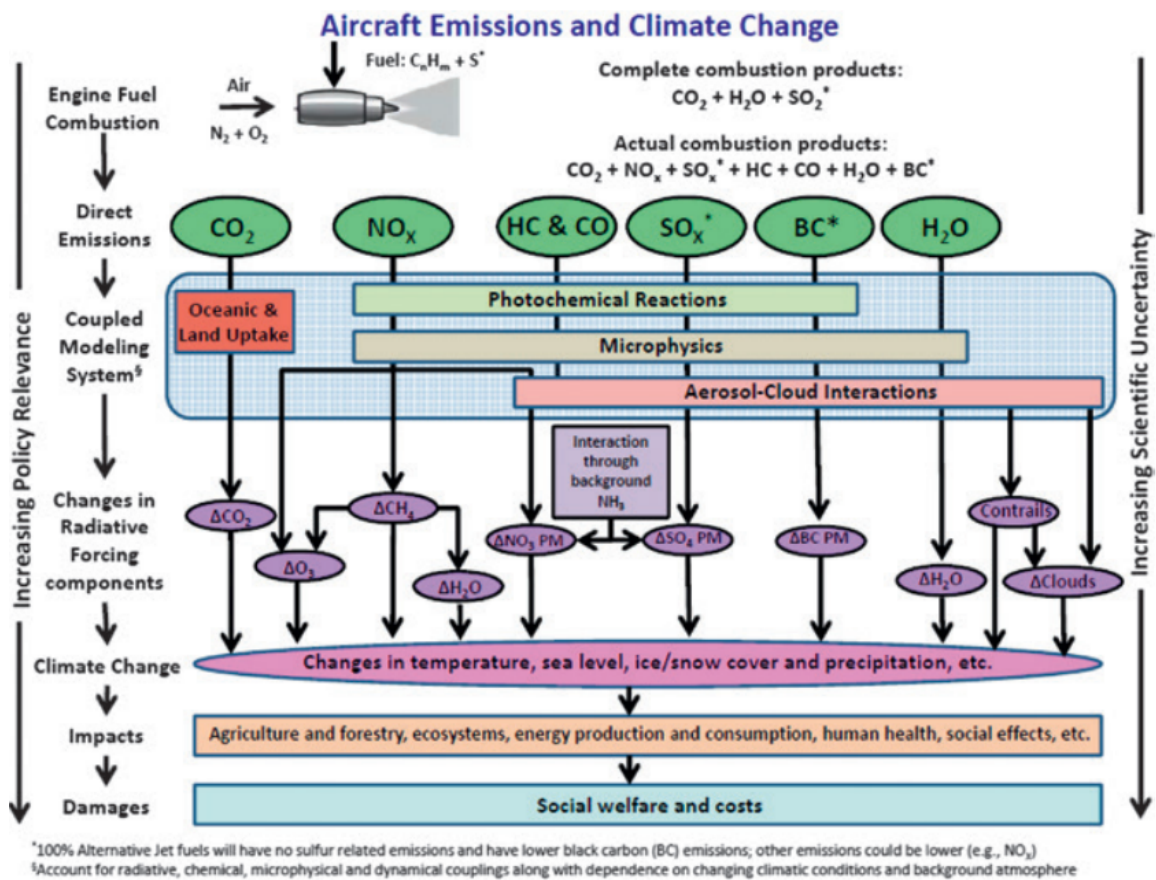 Aircraft Emissions and Climate Change
Engine Fuel
Combustion
Air
N₂ + O₂
Fuel: CₙHₘ + S*
Complete combustion products:
CO₂ + H₂O + SO₂*
Actual combustion products:
CO₂ + NOₓ + SOₓ* + HC + CO + H₂O + BC*
Direct
Emissions
CO₂
NOₓ
HC & CO
SOₓ*
BC*
H₂O
Coupled
Modeling
System§
Oceanic &
Land Uptake
Photochemical Reactions
Microphysics
Aerosol-Cloud Interactions
Interaction
through
background
NH₃
Changes in
Radiative
Forcing
components
ΔCO₂
ΔCH₄
ΔO₃
ΔH₂O
ΔNO₃ PM
ΔSO₄ PM
ΔBC PM
ΔH₂O
Contrails
ΔClouds
Climate Change
Changes in temperature, sea level, ice/snow cover and precipitation, etc.
Impacts
Agriculture and forestry, ecosystems, energy production and consumption, human health, social effects, etc.
Damages
Social welfare and costs
Increasing Policy Relevance
Increasing Scientific Uncertainty
*100% Alternative Jet fuels will have no sulfur related emissions and have lower black carbon (BC) emissions; other emissions could be lower (e.g., NOₓ)
§Account for radiative, chemical, microphysical and dynamical couplings along with dependence on changing climatic conditions and background atmosphere